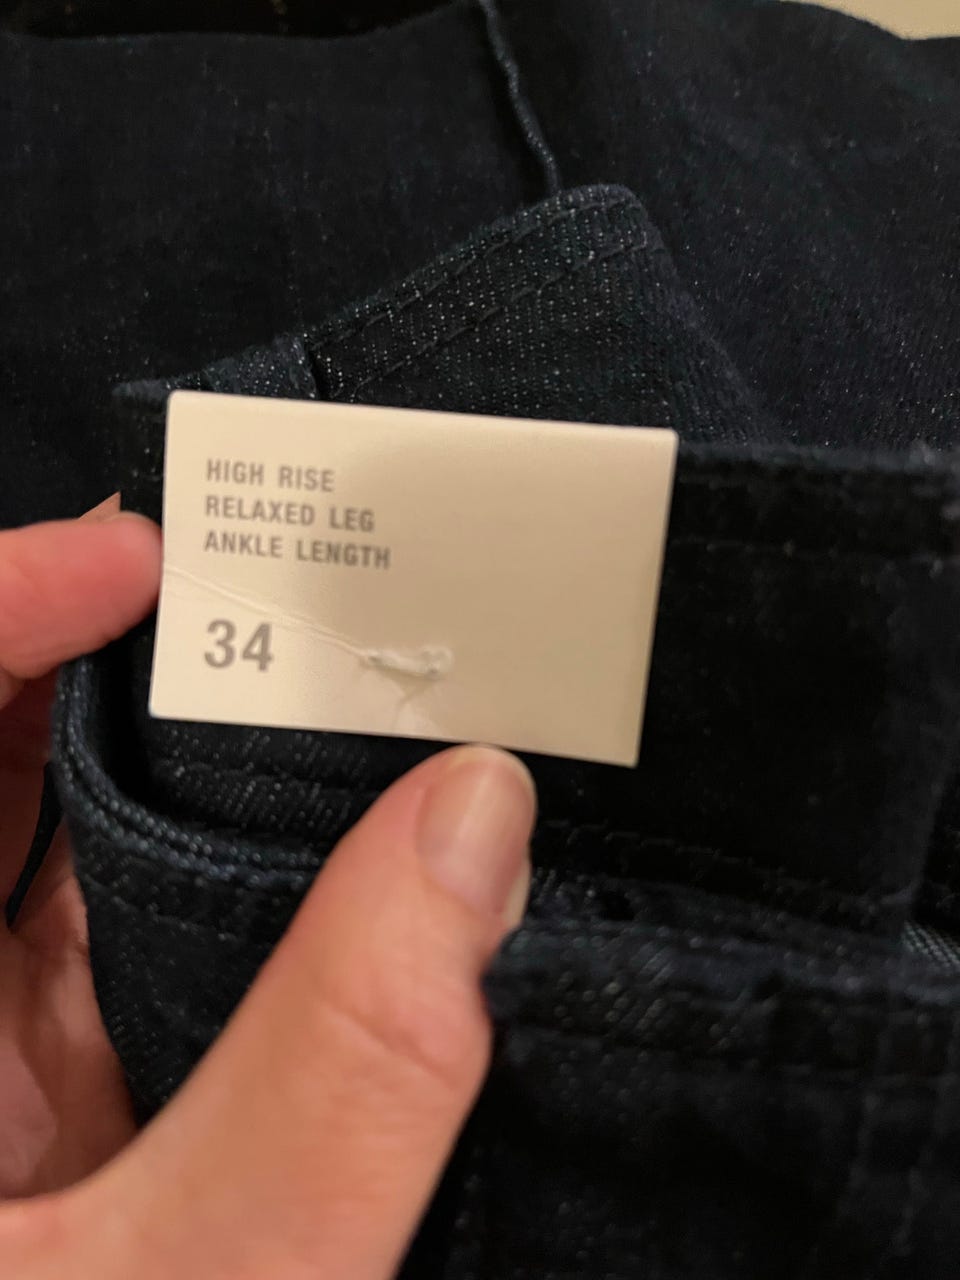 HIGH RISE
RELAXED LEG
ANKLE LENGTH
34